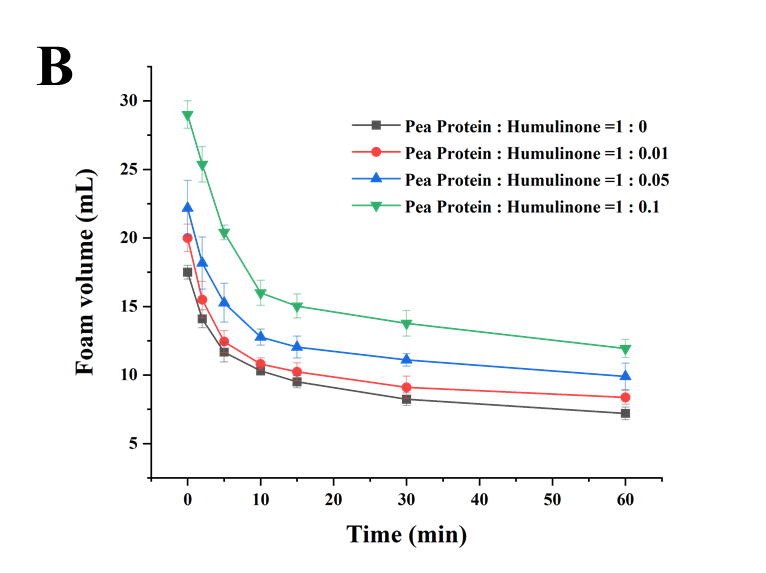 B
30
25
20
15
10
5
Foam volume (mL)
Pea Protein : Humulinone =1 : 0
Pea Protein : Humulinone =1 : 0.01
Pea Protein : Humulinone =1 : 0.05
Pea Protein : Humulinone =1 : 0.1
0 10 20 30 40 50 60
Time (min)